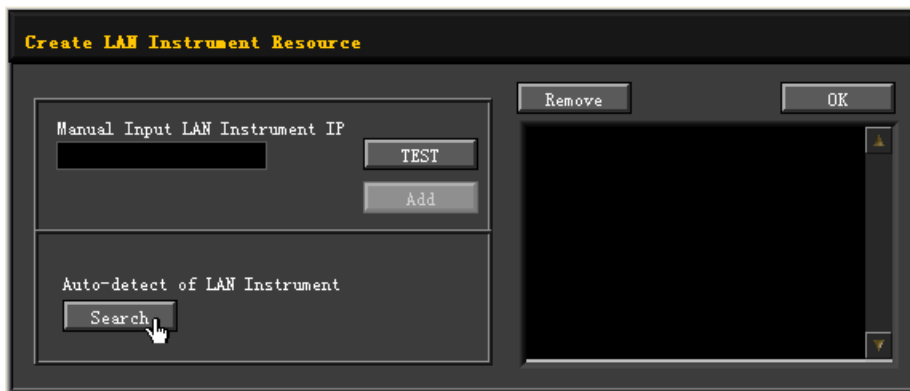 Create LAN Instrument Resource
Manual Input LAN Instrument IP
TEST
Add
Auto-detect of LAN Instrument
Search
Remove
OK